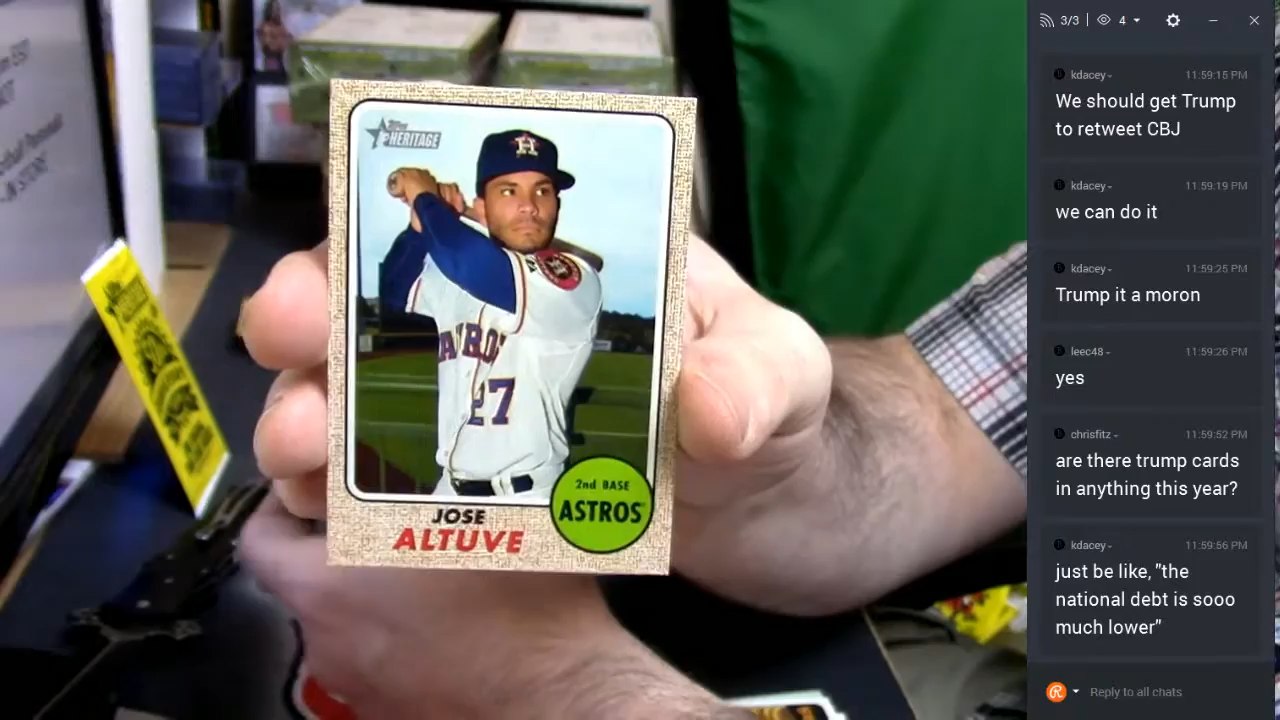 Topps
HERITAGE
ASTROS
27
2nd BASE
ASTROS
JOSE
ALTUVE
IN STORE
3/3
4
kdacey
11:59:15 PM
We should get Trump
to retweet CBJ
kdacey
11:59:19 PM
we can do it
kdacey
11:59:25 PM
Trump it a moron
leec48
11:59:26 PM
yes
chrisfitz
11:59:52 PM
are there trump cards
in anything this year?
kdacey
11:59:56 PM
just be like, "the
national debt is sooo
much lower"
Reply to all chats